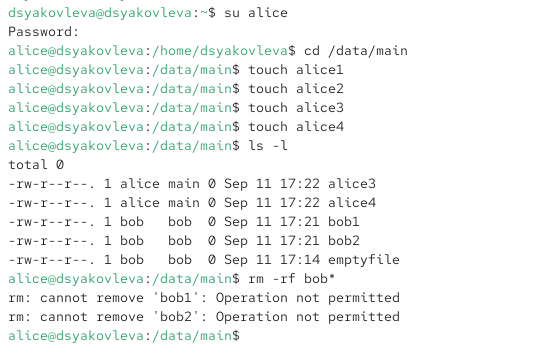 dsyakovleva@dsyakovleva:~$ su alice
Password:
alice@dsyakovleva:/home/dsyakovleva$ cd /data/main
alice@dsyakovleva:/data/main$ touch alice1
alice@dsyakovleva:/data/main$ touch alice2
alice@dsyakovleva:/data/main$ touch alice3
alice@dsyakovleva:/data/main$ touch alice4
alice@dsyakovleva:/data/main$ ls -l
total 0
-rw-r--r--. 1 alice main 0 Sep 11 17:22 alice3
-rw-r--r--. 1 alice main 0 Sep 11 17:22 alice4
-rw-r--r--. 1 bob   bob  0 Sep 11 17:21 bob1
-rw-r--r--. 1 bob   bob  0 Sep 11 17:21 bob2
-rw-r--r--. 1 bob   bob  0 Sep 11 17:14 emptyfile
alice@dsyakovleva:/data/main$ rm -rf bob*
rm: cannot remove 'bob1': Operation not permitted
rm: cannot remove 'bob2': Operation not permitted
alice@dsyakovleva:/data/main$